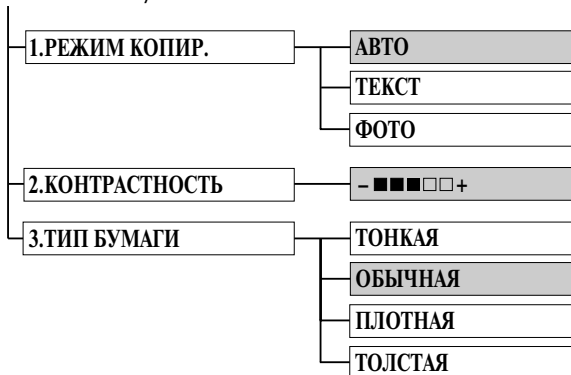 1.РЕЖИМ КОПИР.
АВТО
ТЕКСТ
ФОТО
2.КОНТРАСТНОСТЬ
– ■■■□□+
3.ТИП БУМАГИ
ТОНКАЯ
ОБЫЧНАЯ
ПЛОТНАЯ
ТОЛСТАЯ